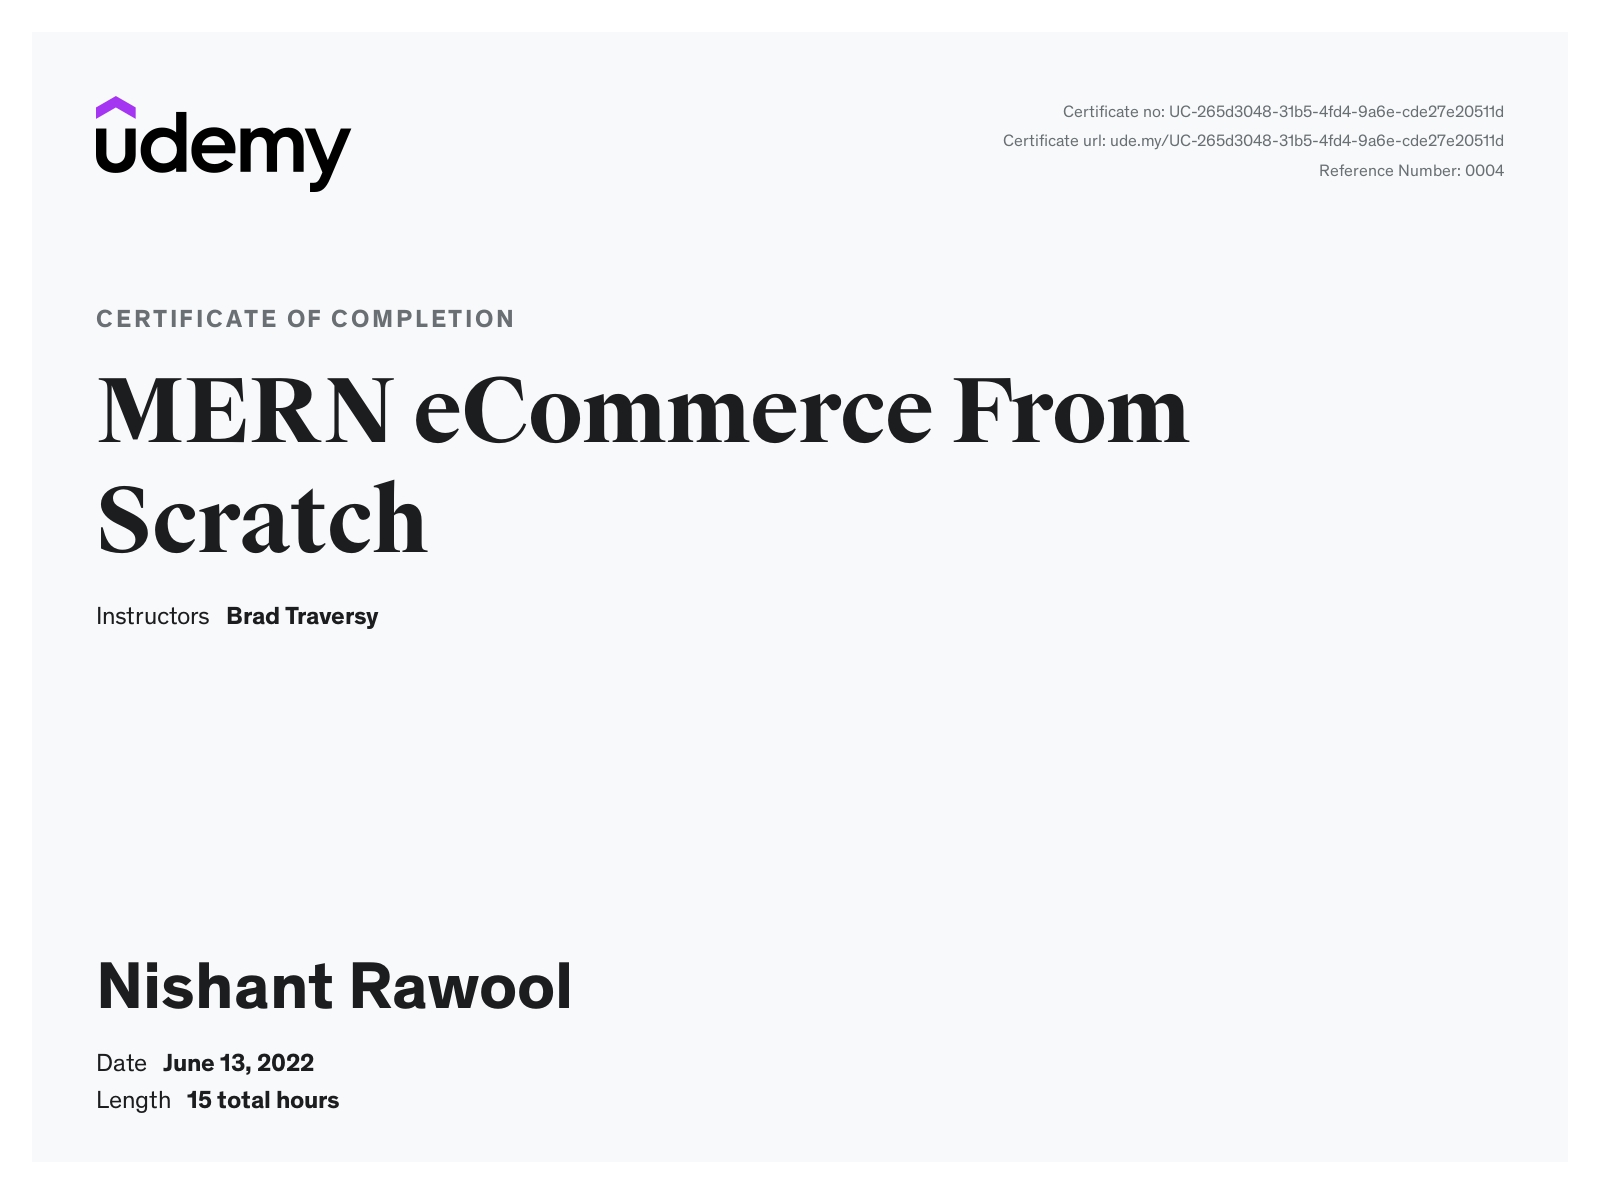 udemy
Certificate no: UC-265d3048-31b5-4fd4-9a6e-cde27e20511d
Certificate url: ude.my/UC-265d3048-31b5-4fd4-9a6e-cde27e20511d
Reference Number: 0004
CERTIFICATE OF COMPLETION
MERN eCommerce From
Scratch
Instructors Brad Traversy
Nishant Rawool
Date June 13, 2022
Length 15 total hours